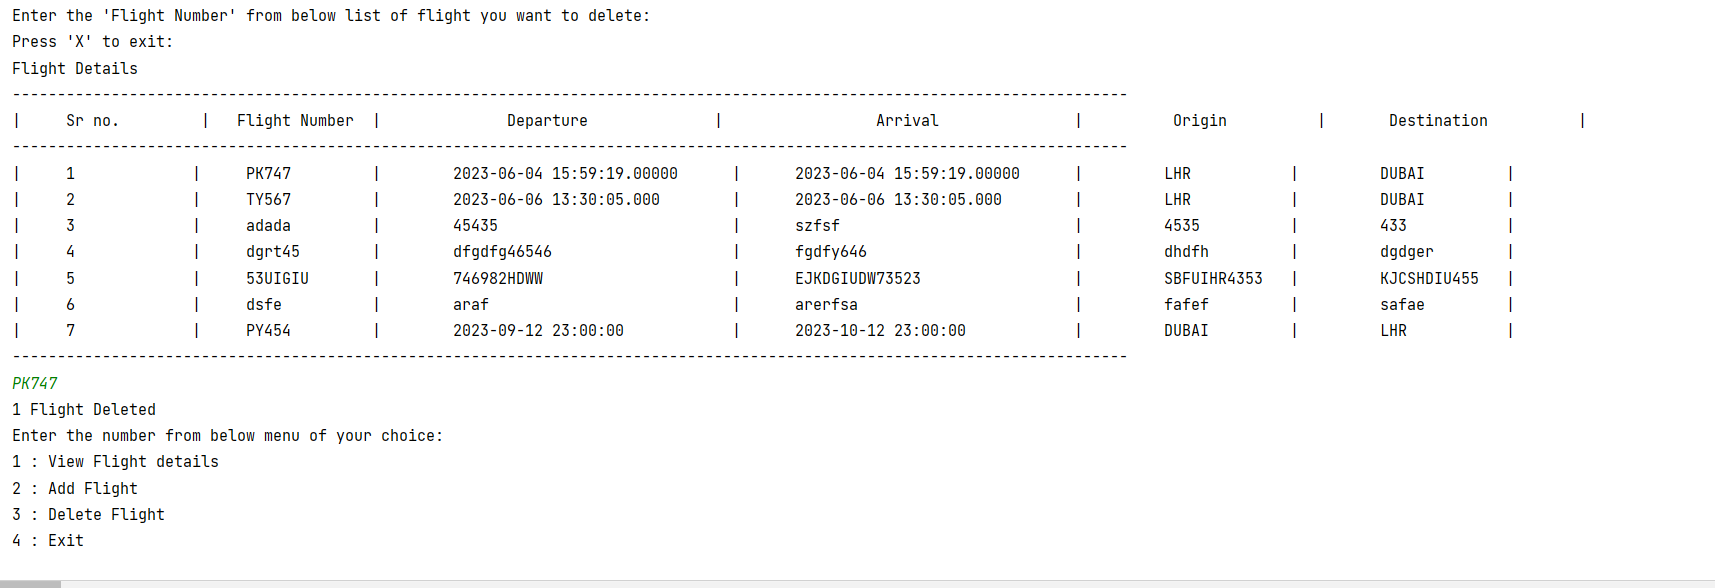 Enter the 'Flight Number' from below list of flight you want to delete:
Press 'X' to exit:
Flight Details
----------------------------------------------------------------------------------------------------------------------------
| Sr no. | Flight Number | Departure | Arrival | Origin | Destination |
----------------------------------------------------------------------------------------------------------------------------
| 1 | PK747 | 2023-06-04 15:59:19.00000 | 2023-06-04 15:59:19.00000 | LHR | DUBAI |
| 2 | TY567 | 2023-06-06 13:30:05.000 | 2023-06-06 13:30:05.000 | LHR | DUBAI |
| 3 | adada | 45435 | szfsf | 4535 | 433 |
| 4 | dgrt45 | dfgdfg46546 | fgdfy646 | dhdfh | dgdger |
| 5 | 53UIGIU | 746982HDWW | EJKDGIUDW73523 | SBFUIHR4353 | KJCSHDIU455 |
| 6 | dsfe | araf | arerfsa | fafef | safae |
| 7 | PY454 | 2023-09-12 23:00:00 | 2023-10-12 23:00:00 | DUBAI | LHR |
----------------------------------------------------------------------------------------------------------------------------
PK747
1 Flight Deleted
Enter the number from below menu of your choice:
1 : View Flight details
2 : Add Flight
3 : Delete Flight
4 : Exit